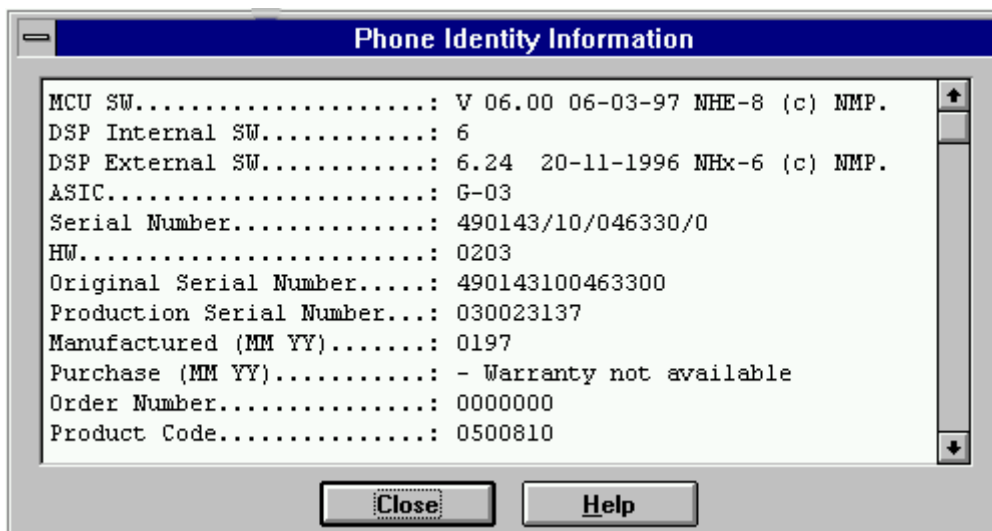 Phone Identity Information
MCU SW......................: V 06.00 06-03-97 NHE-8 (c) NMP.
DSP Internal SW.............: 6
DSP External SW.............: 6.24  20-11-1996 NHx-6 (c) NMP.
ASIC........................: G-03
Serial Number...............: 490143/10/046330/0
HW..........................: 0203
Original Serial Number.....: 490143100463300
Production Serial Number...: 030023137
Manufactured (MM YY).......: 0197
Purchase (MM YY)............: - Warranty not available
Order Number................: 0000000
Product Code................: 0500810
Close
Help